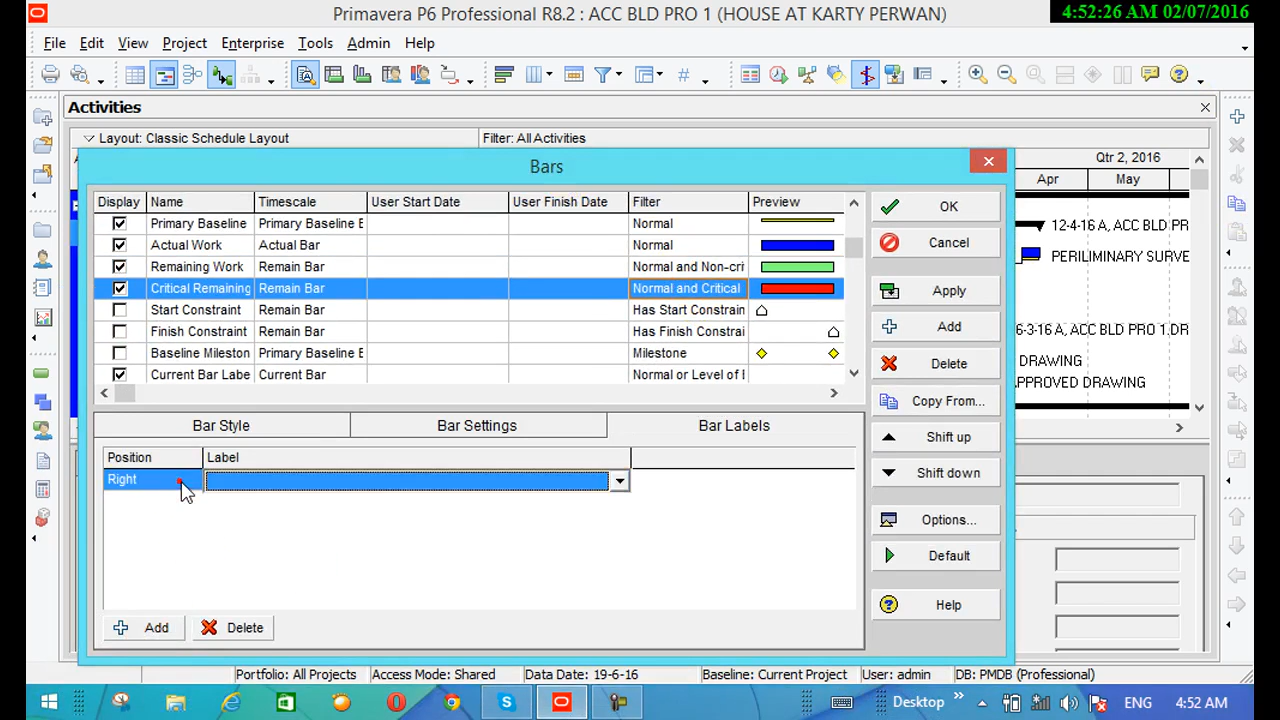 Primavera P6 Professional R8.2 : ACC BLD PRO 1 (HOUSE AT KARTY PERWAN)
4:52:26 AM 02/07/2016
File Edit View Project Enterprise Tools Admin Help
Activities
Layout: Classic Schedule Layout Filter: All Activities
Bars
Qtr 2, 2016
Apr May
Display Name Timescale User Start Date User Finish Date Filter Preview
Primary Baseline Primary Baseline E Normal
Actual Work Actual Bar Normal
Remaining Work Remain Bar Normal and Non-cri
Critical Remaining Remain Bar Normal and Critical
Start Constraint Remain Bar Has Start Constrain
Finish Constraint Remain Bar Has Finish Constrai
Baseline Mileston Primary Baseline E Milestone
Current Bar Labe Current Bar Normal or Level of E
OK
Cancel
Apply
Add
Delete
Copy From...
Shift up
Shift down
Options...
Default
Help
12-4-16 A, ACC BLD PR
PERILIMINARY SURVE
6-3-16 A, ACC BLD PRO 1.DR
DRAWING
PPROVED DRAWING
Bar Style Bar Settings Bar Labels
Position Label
Right
Add Delete
Portfolio: All Projects Access Mode: Shared Data Date: 19-6-16 Baseline: Current Project User: admin DB: PMDB (Professional)
Desktop ENG 4:52 AM